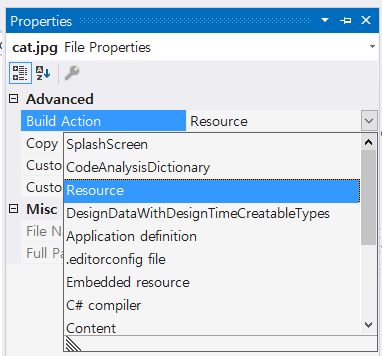 Properties
cat.jpg File Properties
Advanced
Build Action Resource
Copy
SplashScreen
Custo
CodeAnalysisDictionary
Custo
Resource
Misc
DesignDataWithDesignTimeCreatableTypes
File Na
Application definition
Full Pa
.editorconfig file
Embedded resource
C# compiler
Content